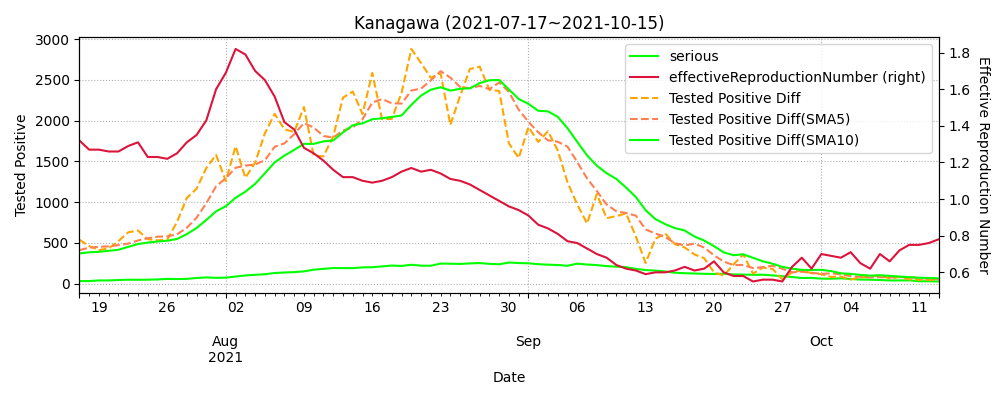 Kanagawa (2021-07-17~2021-10-15)
3000
2500
2000
1500
1000
500
0
Tested Positive
1.8
1.6
1.4
1.2
1.0
0.8
0.6
Effective Reproduction Number
serious
effectiveReproductionNumber (right)
Tested Positive Diff
Tested Positive Diff(SMA5)
Tested Positive Diff(SMA10)
19 26 02 09 16 23 30 06 13 20 27 04 11
Aug Sep Oct
2021
Date